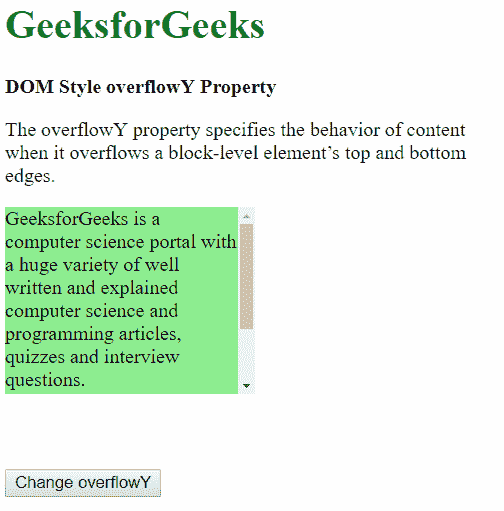 GeeksforGeeks
DOM Style overflowY Property
The overflowY property specifies the behavior of content
when it overflows a block-level element’s top and bottom
edges.
GeeksforGeeks is a
computer science portal with
a huge variety of well
written and explained
computer science and
programming articles,
quizzes and interview
questions.
Change overflowY